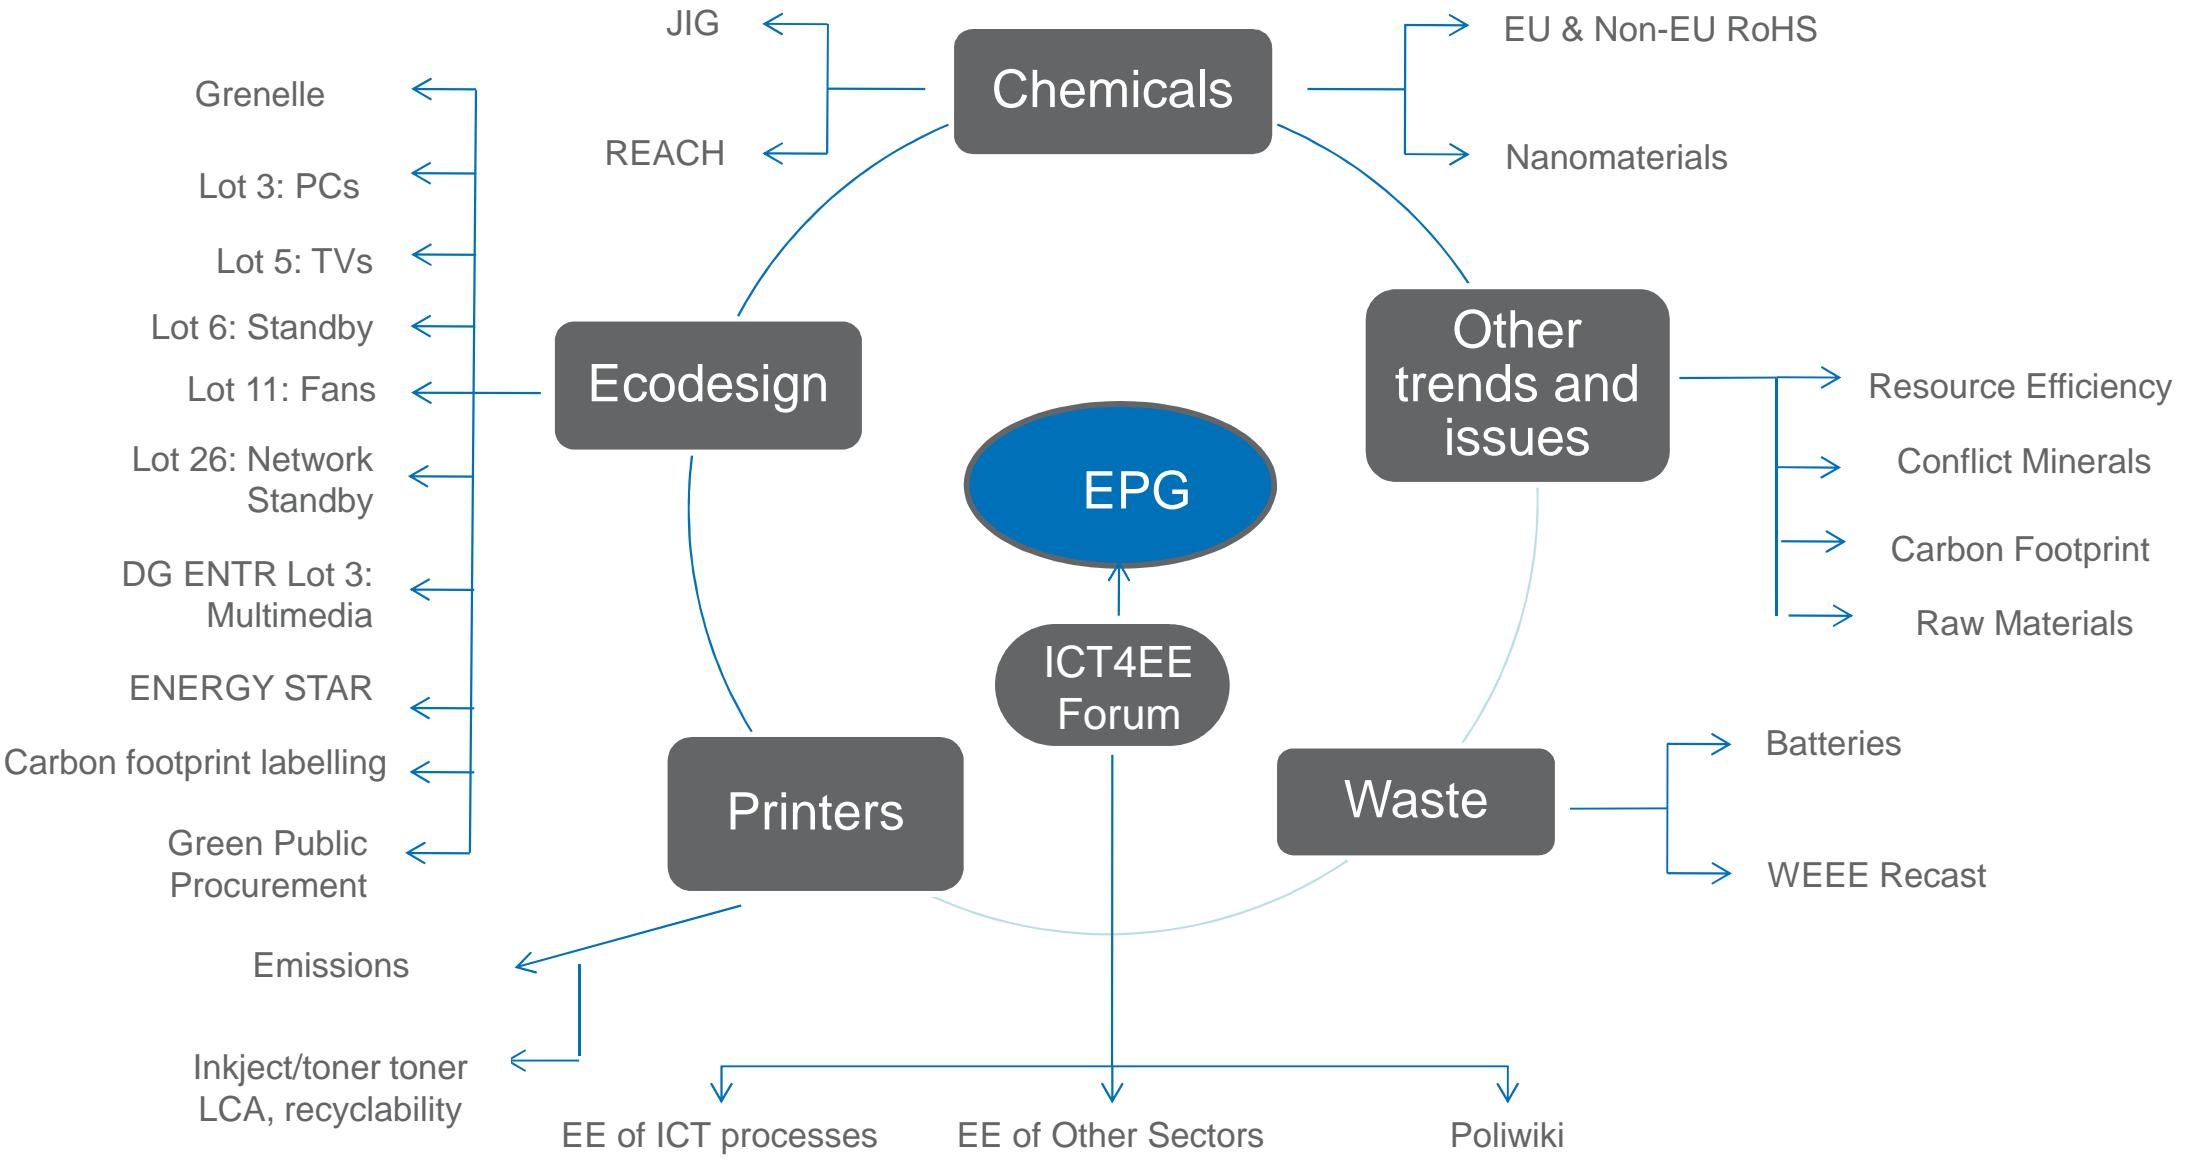 JIG
REACH
Chemicals
EU & Non-EU RoHS
Nanomaterials
Grenelle
Lot 3: PCs
Lot 5: TVs
Lot 6: Standby
Lot 11: Fans
Lot 26: Network
Standby
DG ENTR Lot 3:
Multimedia
ENERGY STAR
Carbon footprint labelling
Green Public
Procurement
Ecodesign
Other
trends and
issues
Resource Efficiency
Conflict Minerals
Carbon Footprint
Raw Materials
EPG
ICT4EE
Forum
Printers
Waste
Batteries
WEEE Recast
Emissions
Inkject/toner toner
LCA, recyclability
EE of ICT processes
EE of Other Sectors
Poliwiki